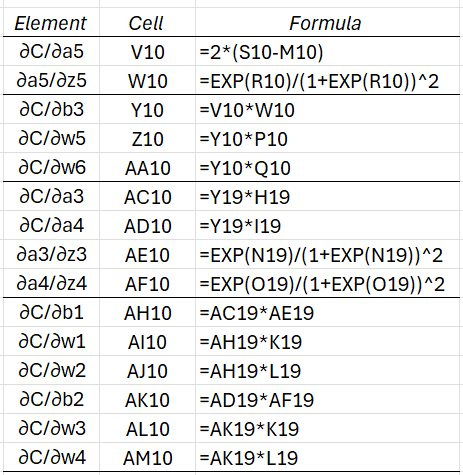 Element Cell Formula
∂C/∂a5 V10 =2*(S10-M10)
∂a5/∂z5 W10 =EXP(R10)/(1+EXP(R10))^2
∂C/∂b3 Y10 =V10*W10
∂C/∂w5 Z10 =Y10*P10
∂C/∂w6 AA10 =Y10*Q10
∂C/∂a3 AC10 =Y19*H19
∂C/∂a4 AD10 =Y19*I19
∂a3/∂z3 AE10 =EXP(N19)/(1+EXP(N19))^2
∂a4/∂z4 AF10 =EXP(O19)/(1+EXP(O19))^2
∂C/∂b1 AH10 =AC19*AE19
∂C/∂w1 AI10 =AH19*K19
∂C/∂w2 AJ10 =AH19*L19
∂C/∂b2 AK10 =AD19*AF19
∂C/∂w3 AL10 =AK19*K19
∂C/∂w4 AM10 =AK19*L19